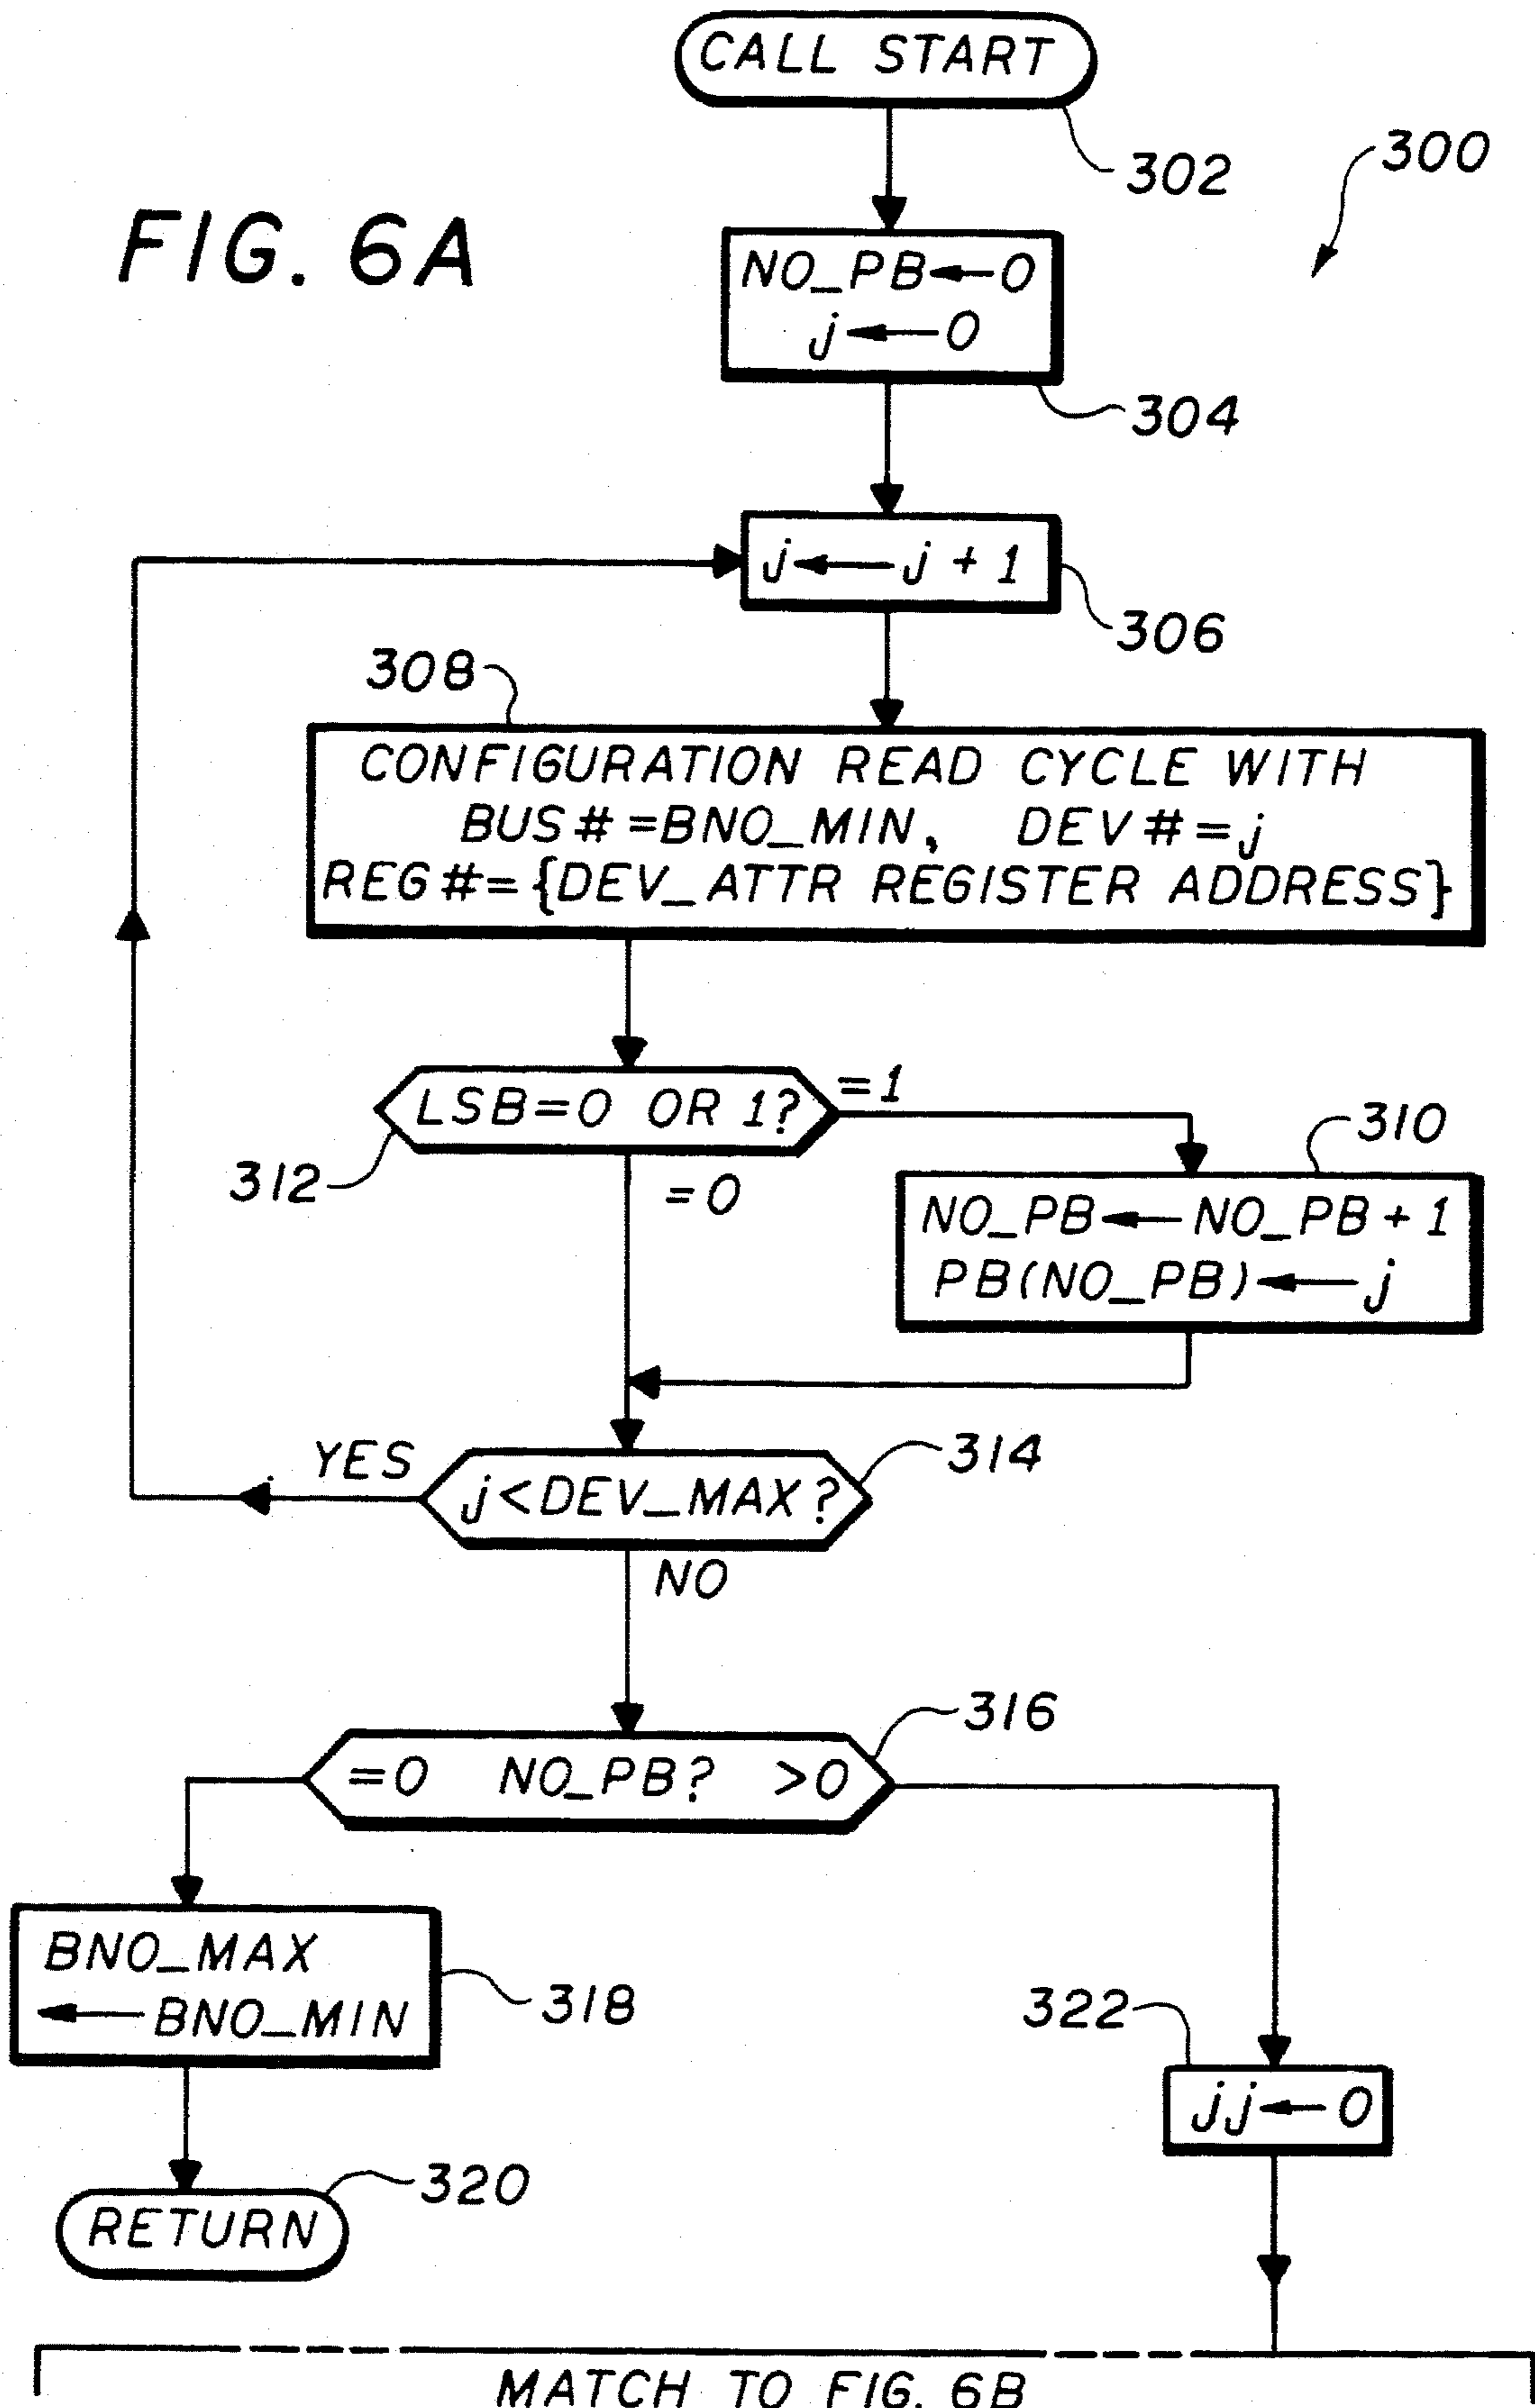 CALL START
302
300
FIG. 6A
NO_PB←0
j←0
304
j←j+1
306
308
CONFIGURATION READ CYCLE WITH
BUS#=BNO_MIN, DEV#=j
REG#={DEV_ATTR REGISTER ADDRESS}
LSB=0 OR 1?
=1
312
=0
310
NO_PB←NO_PB+1
PB(NO_PB)←j
YES
j<DEV_MAX?
314
NO
316
=0 NO_PB? >0
BNO_MAX
←BNO_MIN
318
322
jj←0
320
RETURN
MATCH TO FIG. 6B